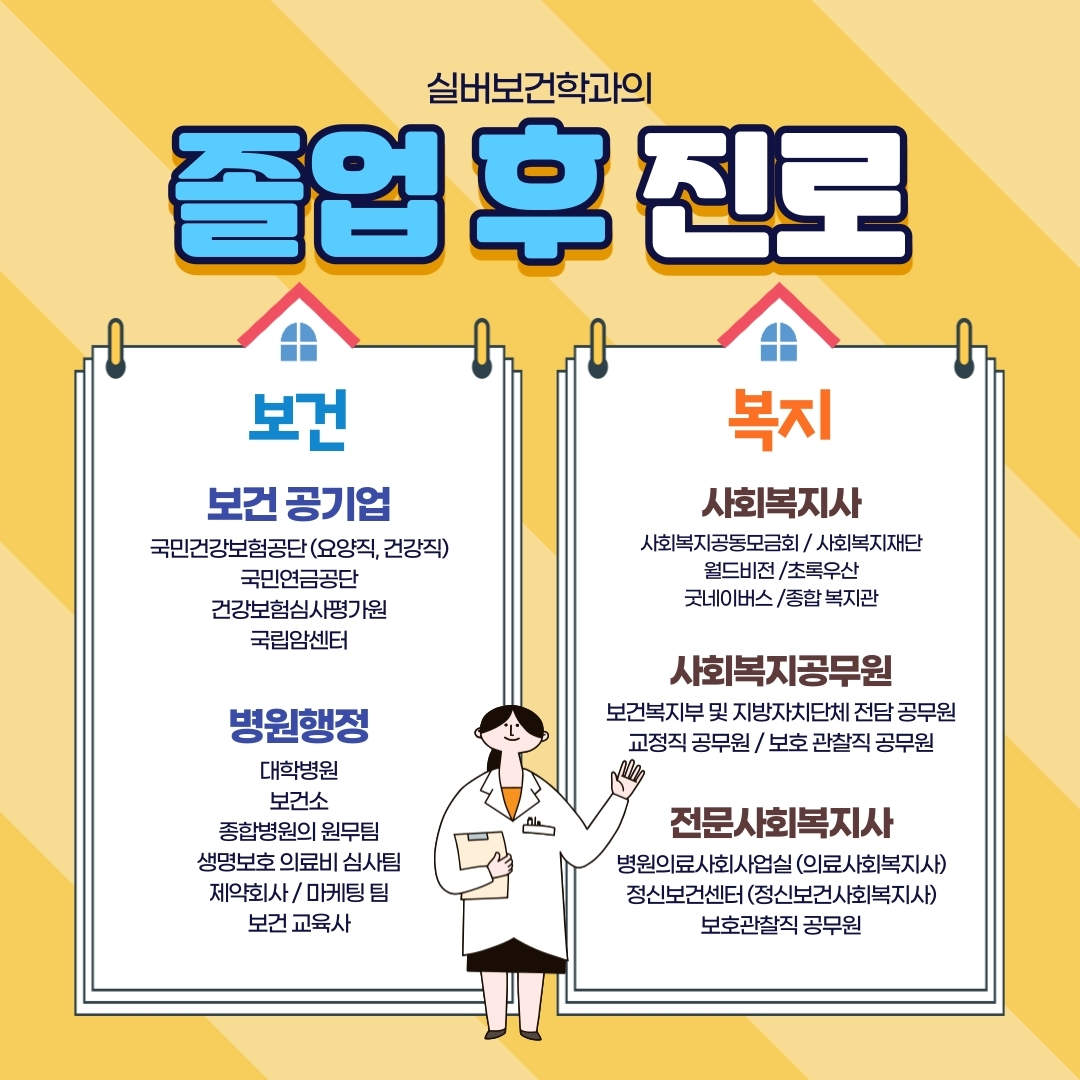 실버보건학과의
졸업 후 진로
보건
보건 공기업
국민건강보험공단 (요양직, 건강직)
국민연금공단
건강보험심사평가원
국립암센터
병원행정
대학병원
보건소
종합병원의 원무팀
생명보호 의료비 심사팀
제약회사 / 마케팅 팀
보건 교육사
복지
사회복지사
사회복지공동모금회 / 사회복지재단
월드비전 /초록우산
굿네이버스 /종합 복지관
사회복지공무원
보건복지부 및 지방자치단체 전담 공무원
교정직 공무원 / 보호 관찰직 공무원
전문사회복지사
병원의료사회사업실 (의료사회복지사)
정신보건센터 (정신보건사회복지사)
보호관찰직 공무원